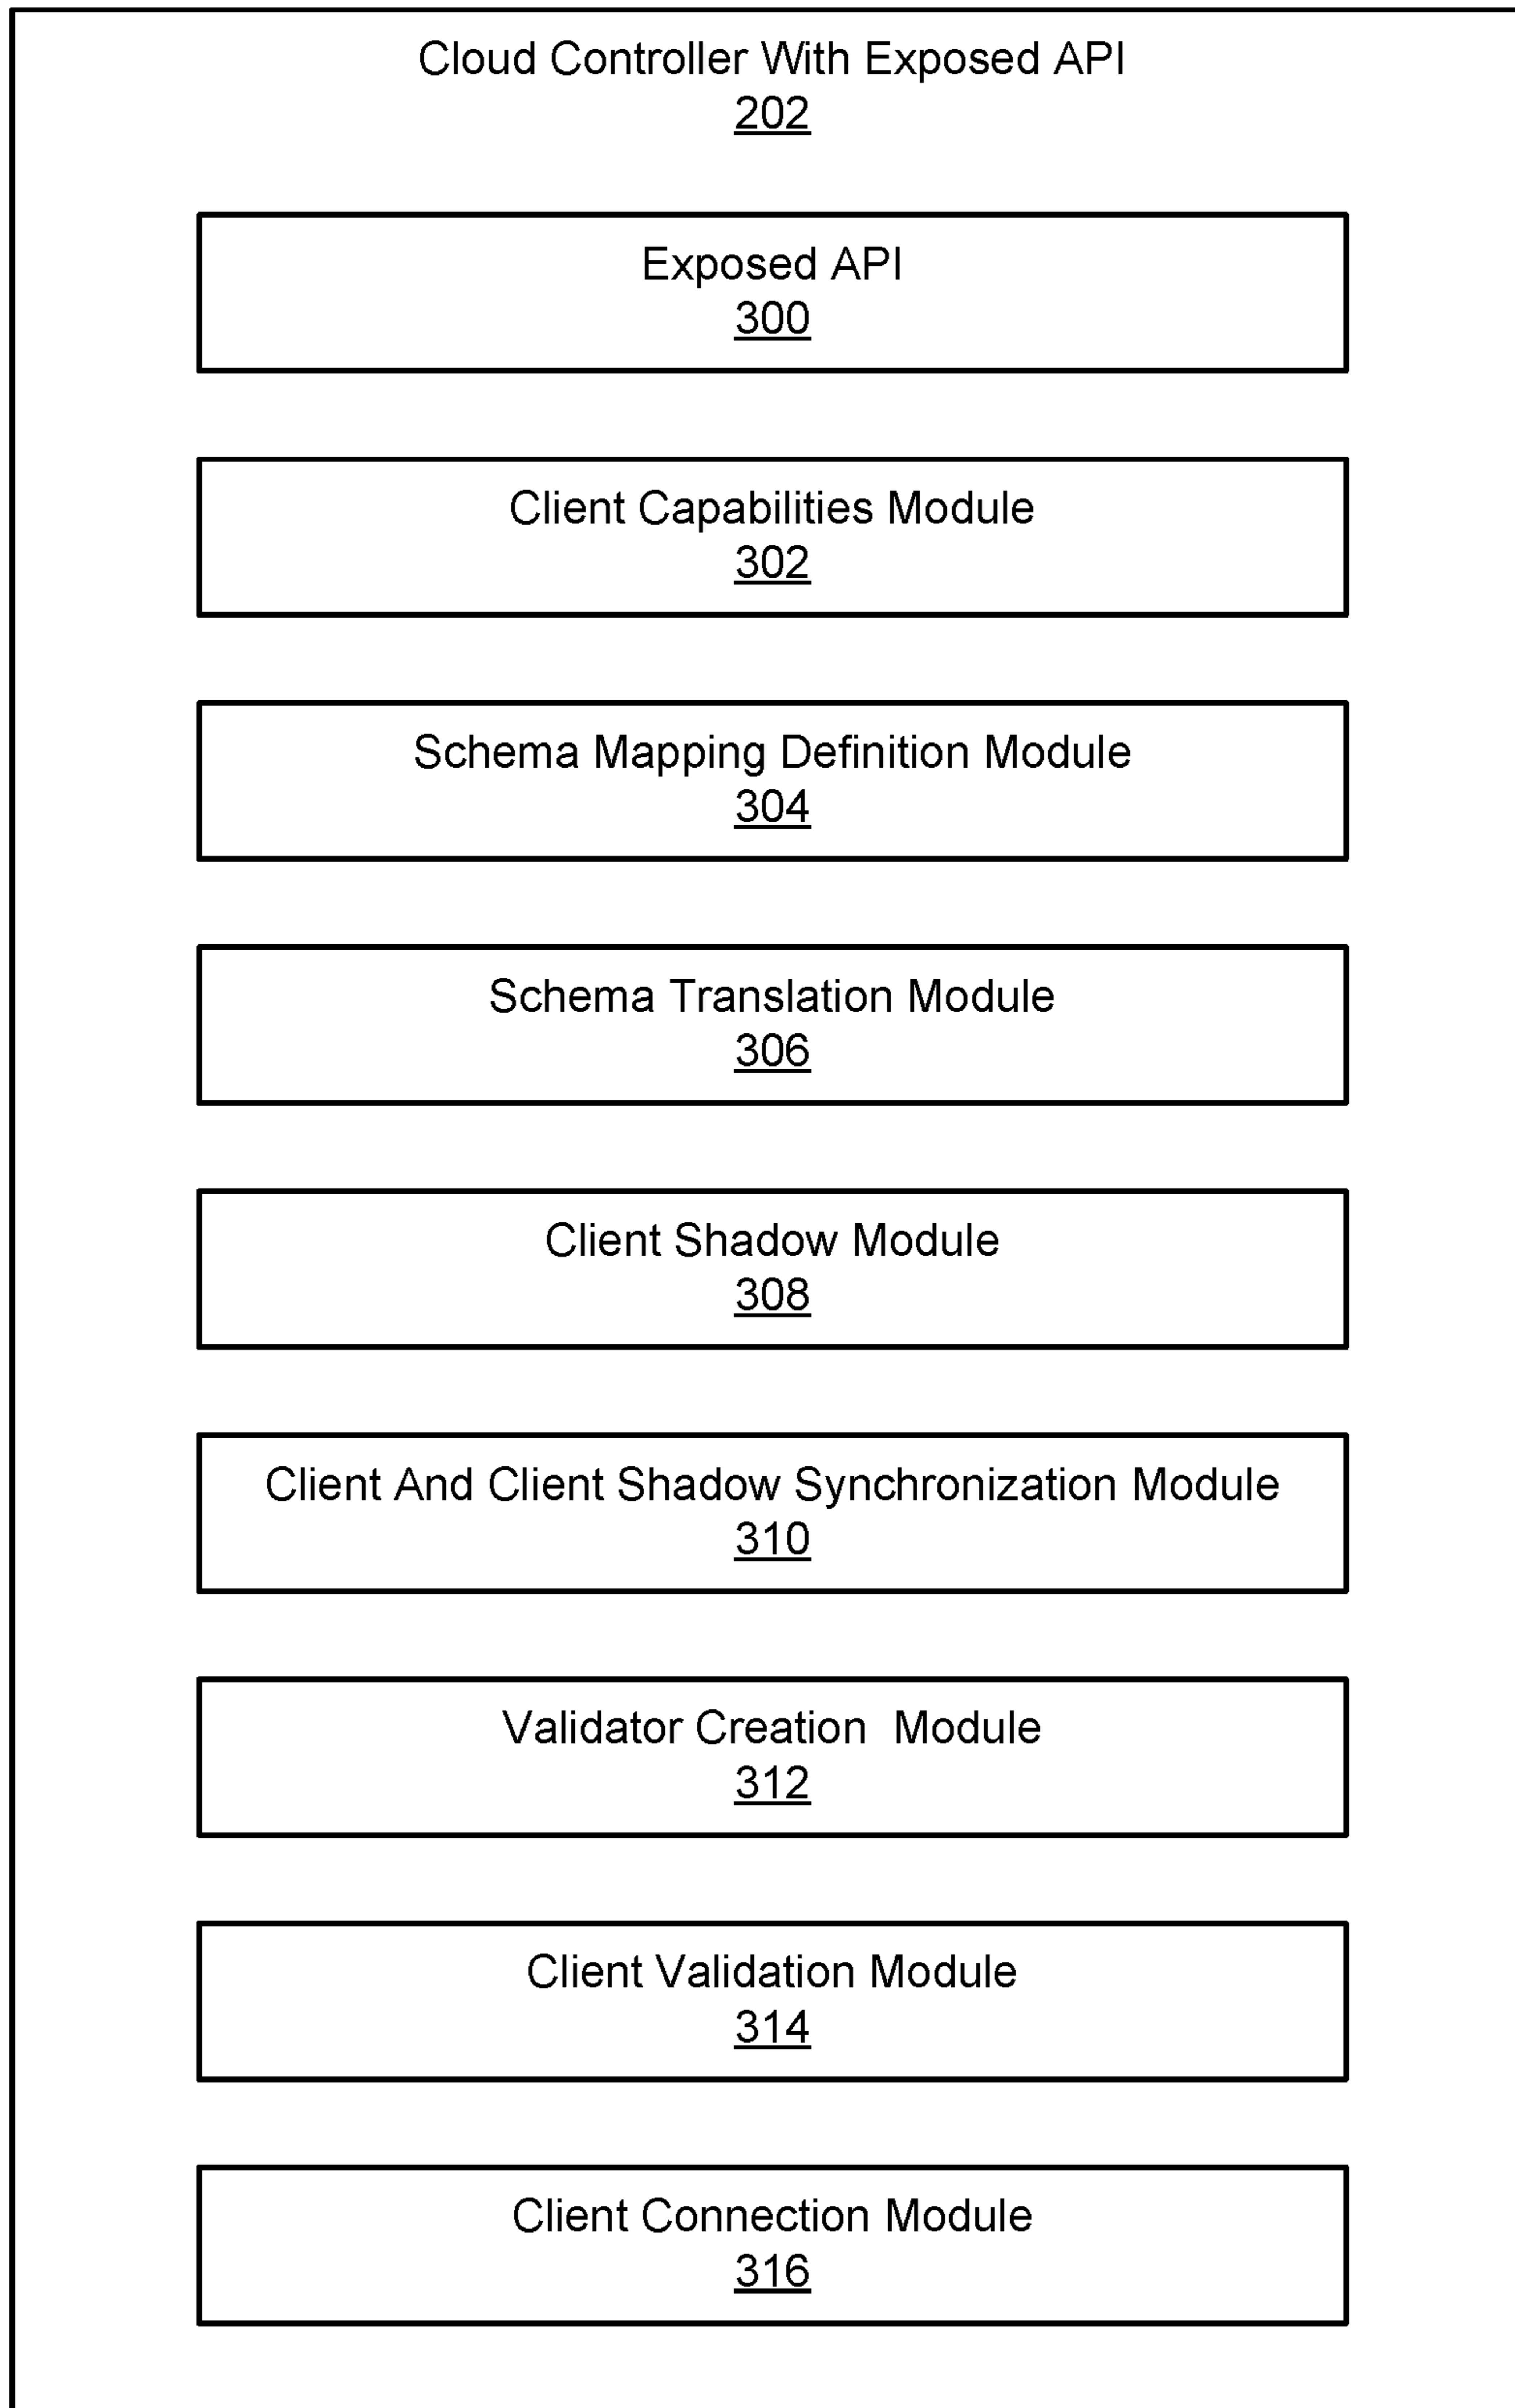 Cloud Controller With Exposed API
202
Exposed API
300
Client Capabilities Module
302
Schema Mapping Definition Module
304
Schema Translation Module
306
Client Shadow Module
308
Client And Client Shadow Synchronization Module
310
Validator Creation  Module
312
Client Validation Module
314
Client Connection Module
316